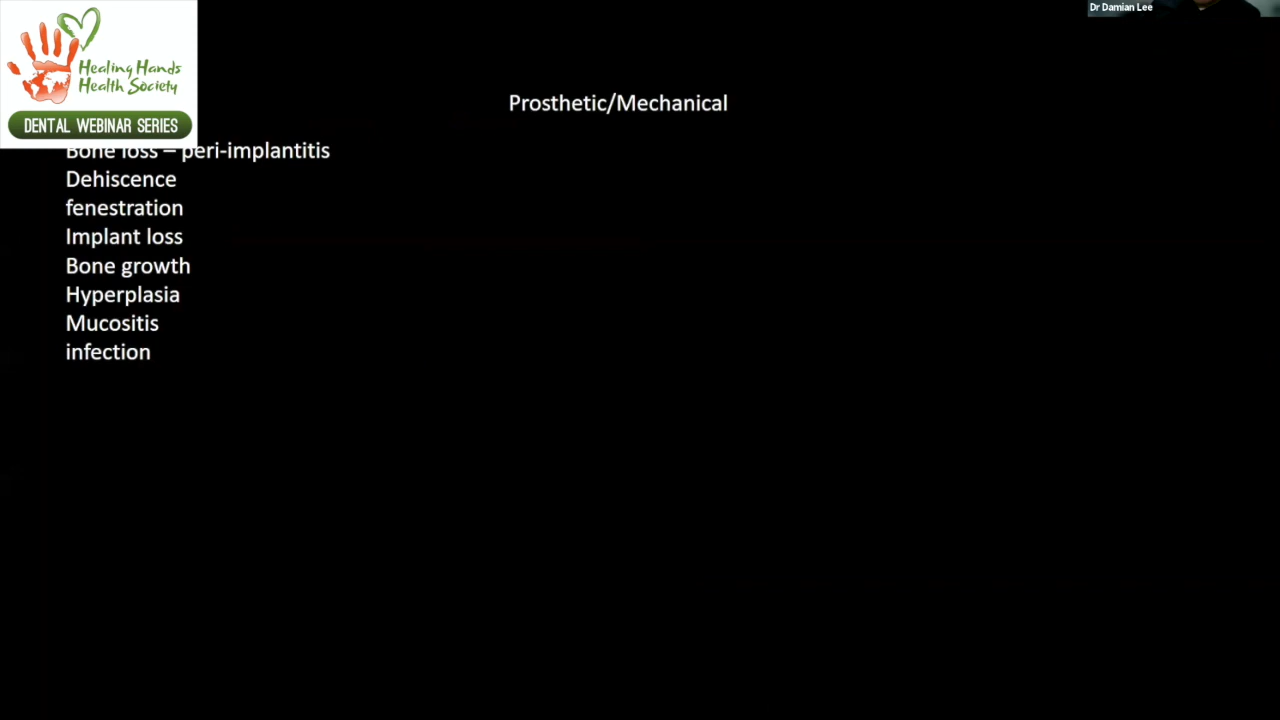 Dr Damian Lee
Healing Hands
Health Society
DENTAL WEBINAR SERIES
Prosthetic/Mechanical
Bone loss – peri-implantitis
Dehiscence
fenestration
Implant loss
Bone growth
Hyperplasia
Mucositis
infection